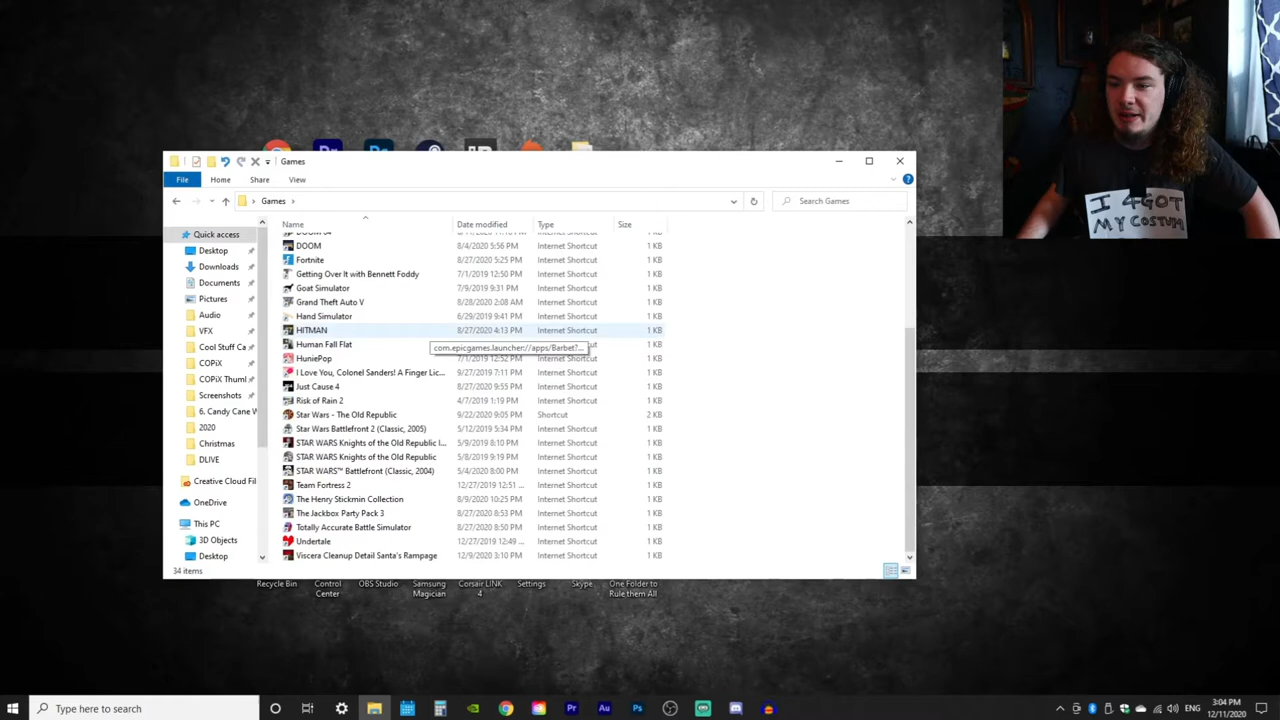 Games
File Home Share View
Games
Search Games
Name Date modified Type Size
Quick access
Desktop
Downloads
Documents
Pictures
Audio
VFX
Cool Stuff Ca
COPiX
COPiX Thuml
Screenshots
6. Candy Cane W
2020
Christmas
DLIVE
Creative Cloud Fil
OneDrive
This PC
3D Objects
Desktop
DOOM 8/4/2020 5:56 PM Internet Shortcut 1 KB
Fortnite 8/27/2020 5:25 PM Internet Shortcut 1 KB
Getting Over It with Bennett Foddy 7/1/2019 12:50 PM Internet Shortcut 1 KB
Goat Simulator 7/9/2019 9:31 PM Internet Shortcut 1 KB
Grand Theft Auto V 8/28/2020 2:08 AM Internet Shortcut 1 KB
Hand Simulator 6/29/2019 9:41 PM Internet Shortcut 1 KB
HITMAN 8/27/2020 4:13 PM Internet Shortcut 1 KB
Human Fall Flat 1 KB
com.epicgames.launcher://apps/Barbet?...
HuniePop 7/1/2019 12:52 PM Internet Shortcut 1 KB
I Love You, Colonel Sanders! A Finger Lic... 9/27/2019 7:11 PM Internet Shortcut 1 KB
Just Cause 4 8/27/2020 9:55 PM Internet Shortcut 1 KB
Risk of Rain 2 4/7/2019 1:19 PM Internet Shortcut 1 KB
Star Wars - The Old Republic 9/22/2020 9:05 PM Shortcut 2 KB
Star Wars Battlefront 2 (Classic, 2005) 5/12/2019 5:34 PM Internet Shortcut 1 KB
STAR WARS Knights of the Old Republic I... 5/9/2019 8:10 PM Internet Shortcut 1 KB
STAR WARS Knights of the Old Republic 5/8/2019 9:19 PM Internet Shortcut 1 KB
STAR WARS™ Battlefront (Classic, 2004) 5/4/2020 8:00 PM Internet Shortcut 1 KB
Team Fortress 2 12/27/2019 12:51 ... Internet Shortcut 1 KB
The Henry Stickmin Collection 8/9/2020 10:25 PM Internet Shortcut 1 KB
The Jackbox Party Pack 3 8/27/2020 8:50 PM Internet Shortcut 1 KB
Totally Accurate Battle Simulator 8/27/2020 8:53 PM Internet Shortcut 1 KB
Undertale 12/27/2019 12:49 ... Internet Shortcut 1 KB
Viscera Cleanup Detail Santa's Rampage 12/9/2020 3:10 PM Internet Shortcut 1 KB
34 items
Recycle Bin
Control Center
OBS Studio
Samsung Magician
Corsair LINK 4
Settings
Skype
One Folder to Rule them All
I 4GOT
MY COSTUM
Type here to search
ENG
3:04 PM
12/11/2020